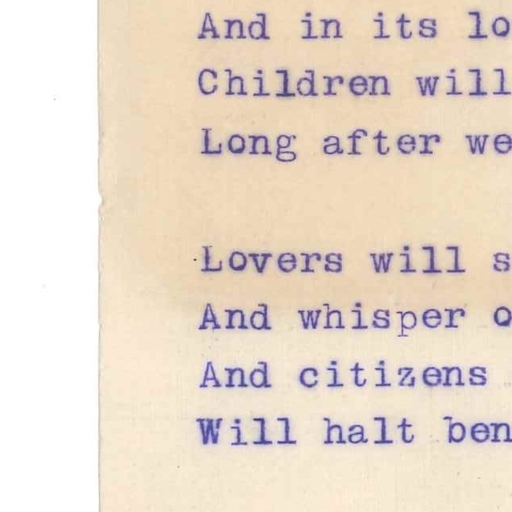 And in its lo
Children will
Long after we

Lovers will s
And whisper o
And citizens
Will halt ben